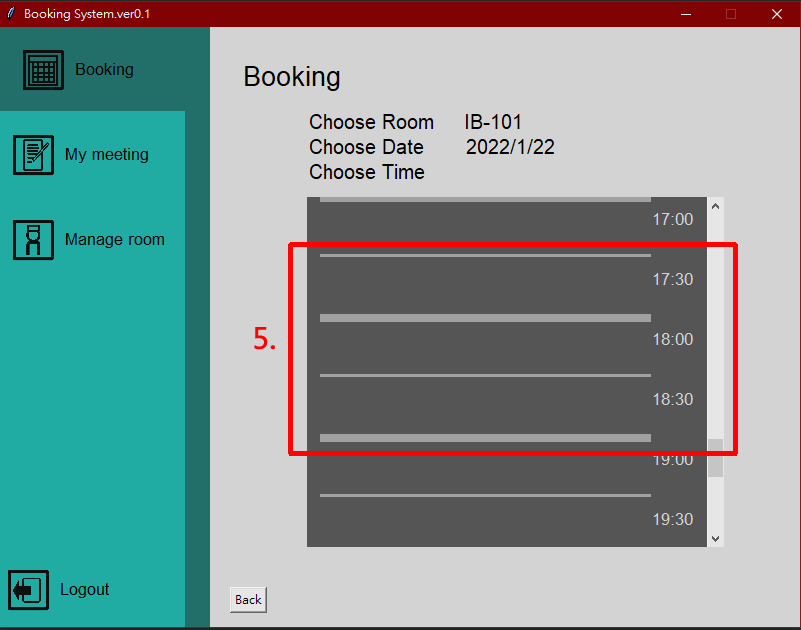 Booking System.ver0.1
Booking
My meeting
Manage room
Logout
Booking
Choose Room IB-101
Choose Date 2022/1/22
Choose Time
17:00
17:30
5.
18:00
18:30
19:00
19:30
Back